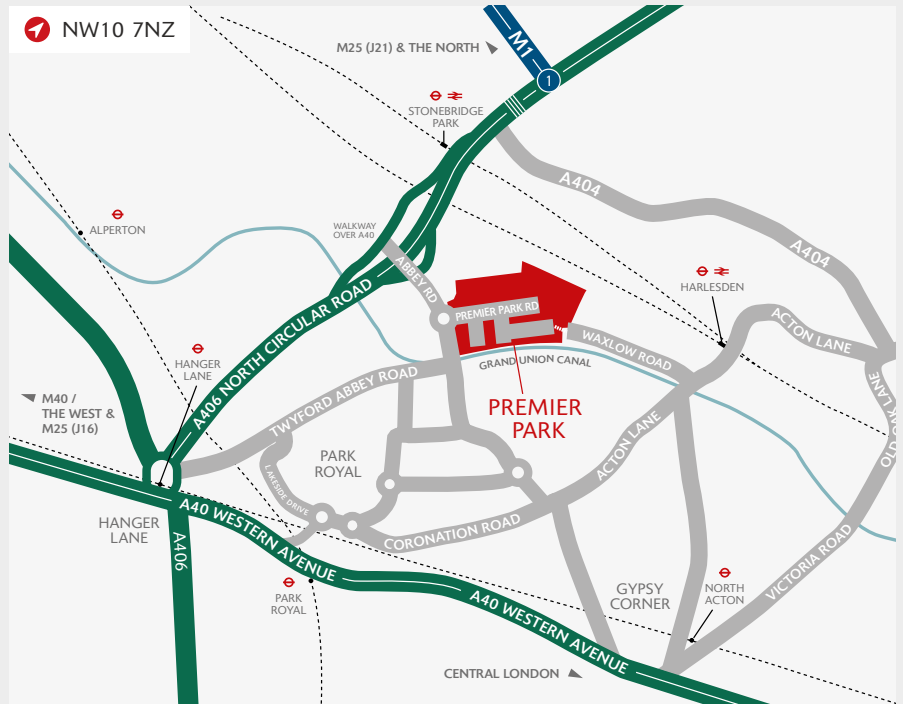 NW10 7NZ
M25 (J21) & THE NORTH
M1
1
STONEBRIDGE
PARK
A404
A404
ALPERTON
WALKWAY
OVER A40
ABBEY RD
HARLESDEN
PREMIER PARK RD
ACTON LANE
WAXLOW ROAD
GRAND UNION CANAL
HANGER
LANE
A406 NORTH CIRCULAR ROAD
TWYFORD ABBEY ROAD
M40 /
THE WEST &
M25 (J16)
PREMIER
PARK
OLD OAK LANE
ACTON LANE
PARK
ROYAL
LAKESIDE DRIVE
HANGER
LANE
A40 WESTERN AVENUE
CORONATION ROAD
A406
VICTORIA ROAD
PARK
ROYAL
GYPSY
CORNER
NORTH
ACTON
A40 WESTERN AVENUE
CENTRAL LONDON